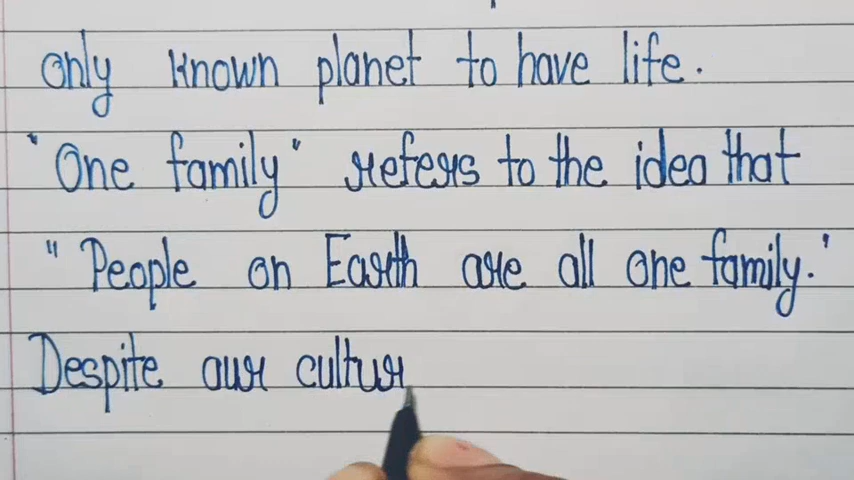 only known planet to have life.
"One family" refers to the idea that
"People on Earth are all one family."
Despite our cultur